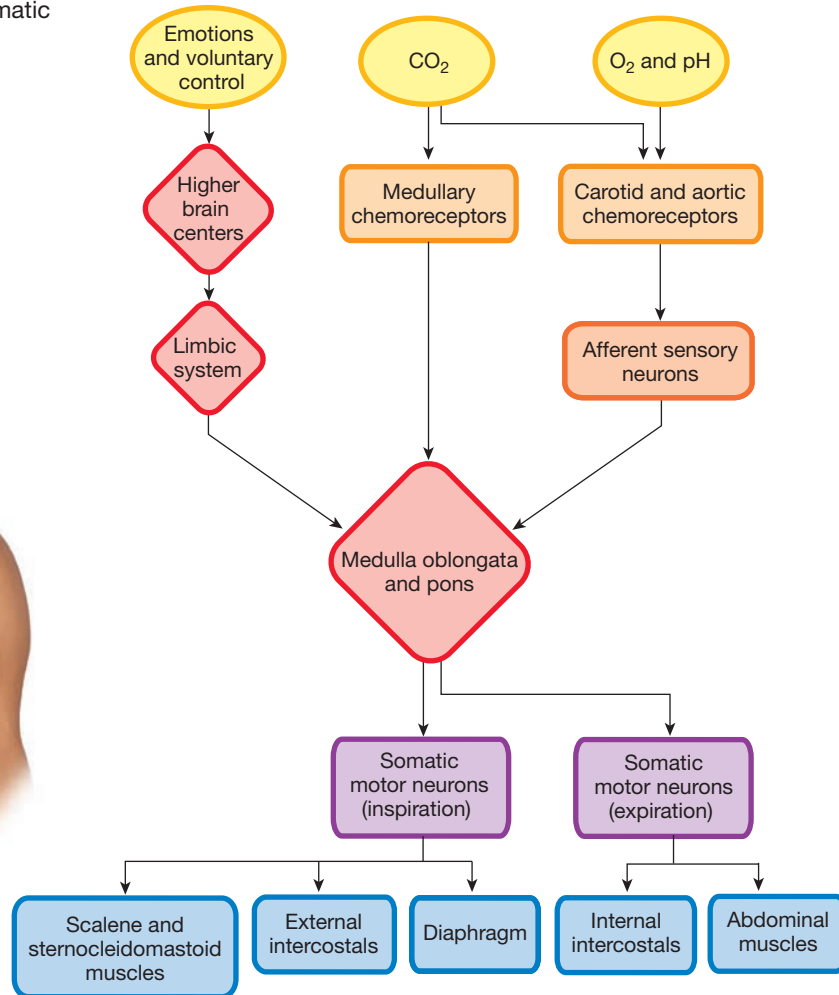 matic
Emotions
and voluntary
control
CO₂
O₂ and pH
Higher
brain
centers
Medullary
chemoreceptors
Carotid and aortic
chemoreceptors
Limbic
system
Afferent sensory
neurons
Medulla oblongata
and pons
Somatic
motor neurons
(inspiration)
Somatic
motor neurons
(expiration)
Scalene and
sternocleidomastoid
muscles
External
intercostals
Diaphragm
Internal
intercostals
Abdominal
muscles